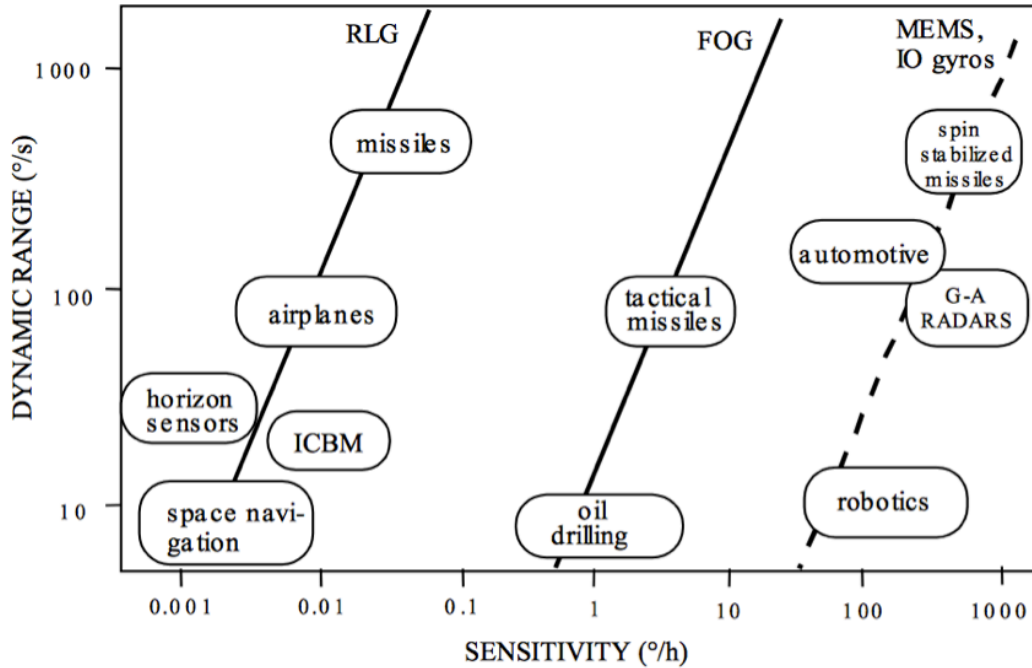 DYNAMIC RANGE (°/s)
1000
100
10
RLG
FOG
MEMS,
IO gyros
missiles
spin
stabilized
missiles
automotive
airplanes
tactical
missiles
G-A
RADARS
horizon
sensors
ICBM
space navi-
gation
oil
drilling
robotics
0.001
0.01
0.1
1
10
100
1000
SENSITIVITY (°/h)